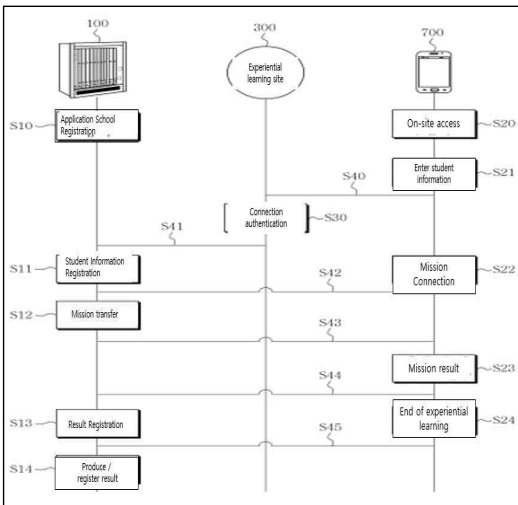 100
300
700
Experiential
learning site
S10
Application School
Registration
On-site access
S20
Enter student
information
S21
S40
Connection
authentication
S30
S41
S11
Student Information
Registration
S42
Mission
Connection
S22
S12
Mission transfer
S43
Mission result
S23
S44
S13
Result Registration
End of experiential
learning
S24
S45
S14
Produce /
register result